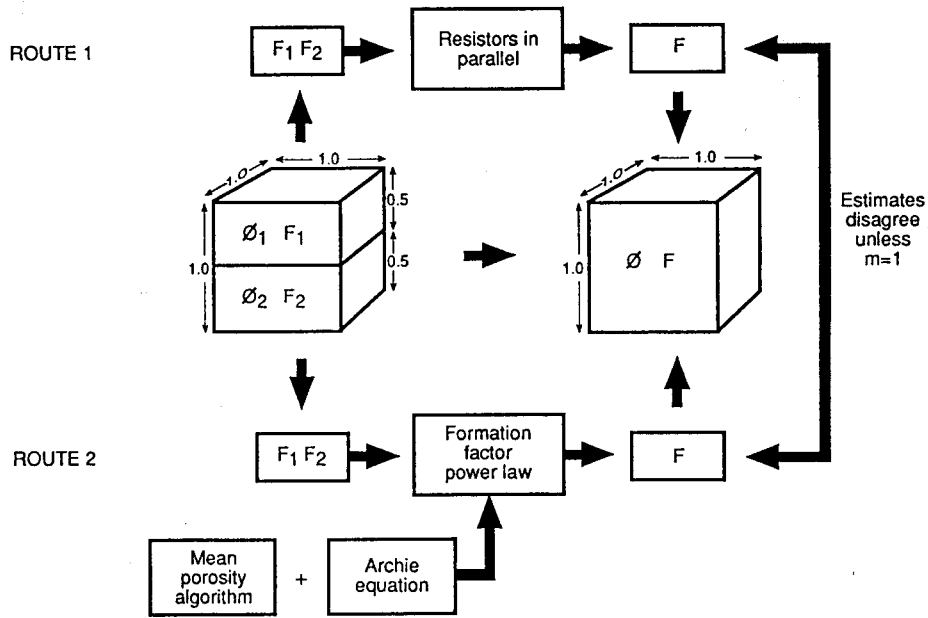 ROUTE 1
F₁ F₂
Resistors in
parallel
F
1.0
1.0
1.0
0.5
0.5
Ø₁ F₁
Ø₂ F₂
1.0
1.0
1.0
Ø F
Estimates
disagree
unless
m=1
ROUTE 2
F₁ F₂
Formation
factor
power law
F
Mean
porosity
algorithm
+
Archie
equation